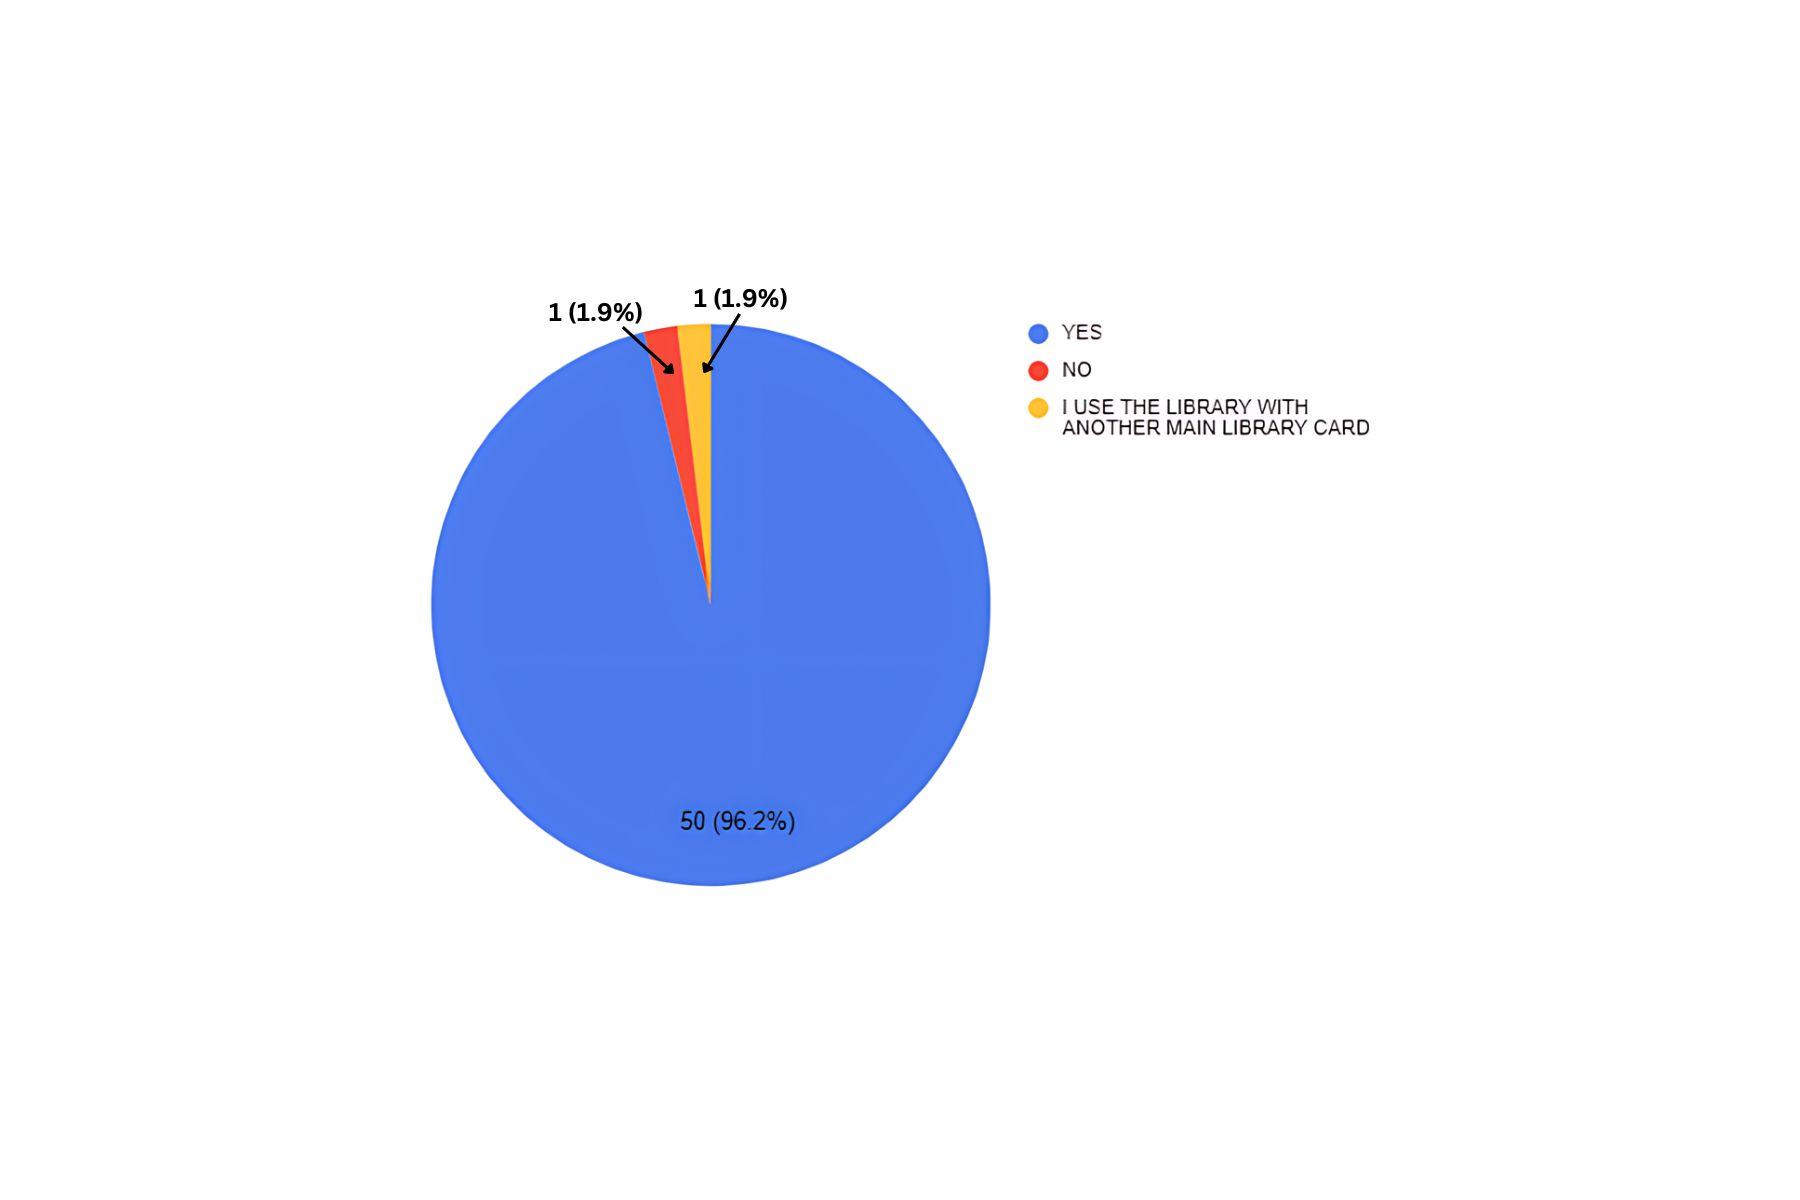 1 (1.9%)
1 (1.9%)
YES
NO
I USE THE LIBRARY WITH
ANOTHER MAIN LIBRARY CARD
50 (96.2%)